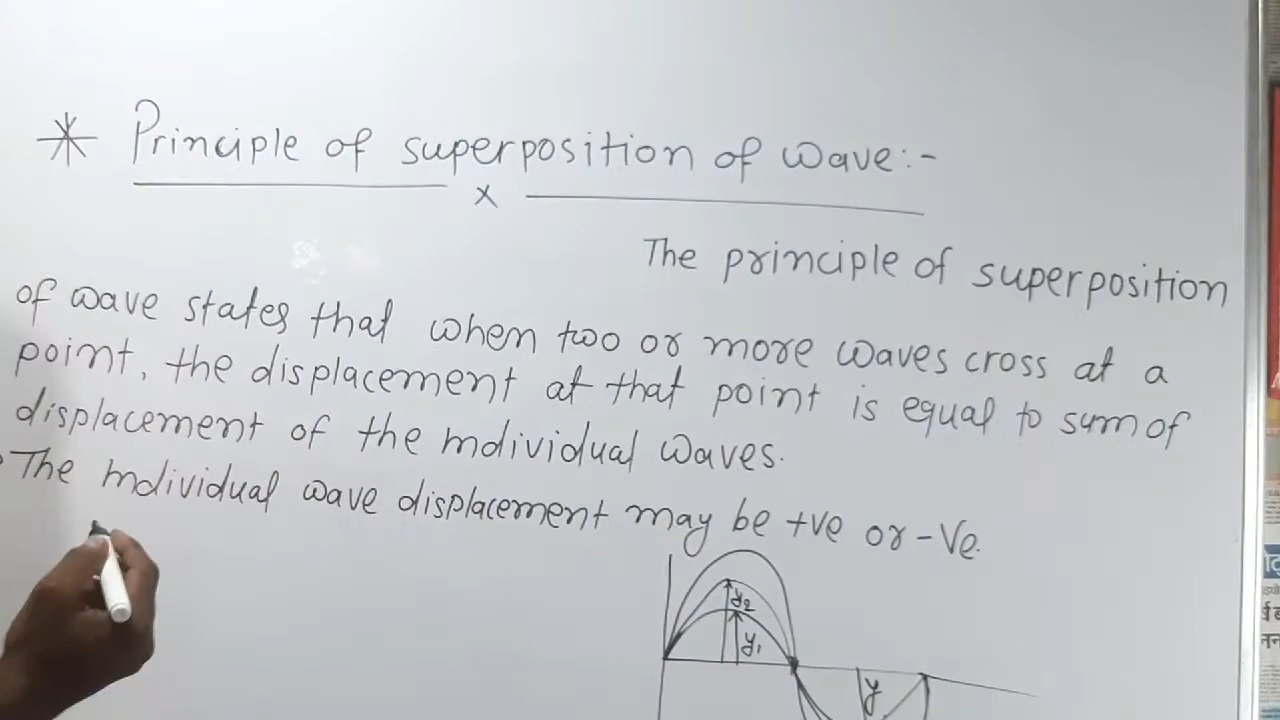 * Principle of superposition of wave:-
x
The principle of superposition
of wave states that when two or more waves cross at a
point, the displacement at that point is equal to sum of
displacement of the individual waves.
The individual wave displacement may be +ve or -ve.
y2
y1
y